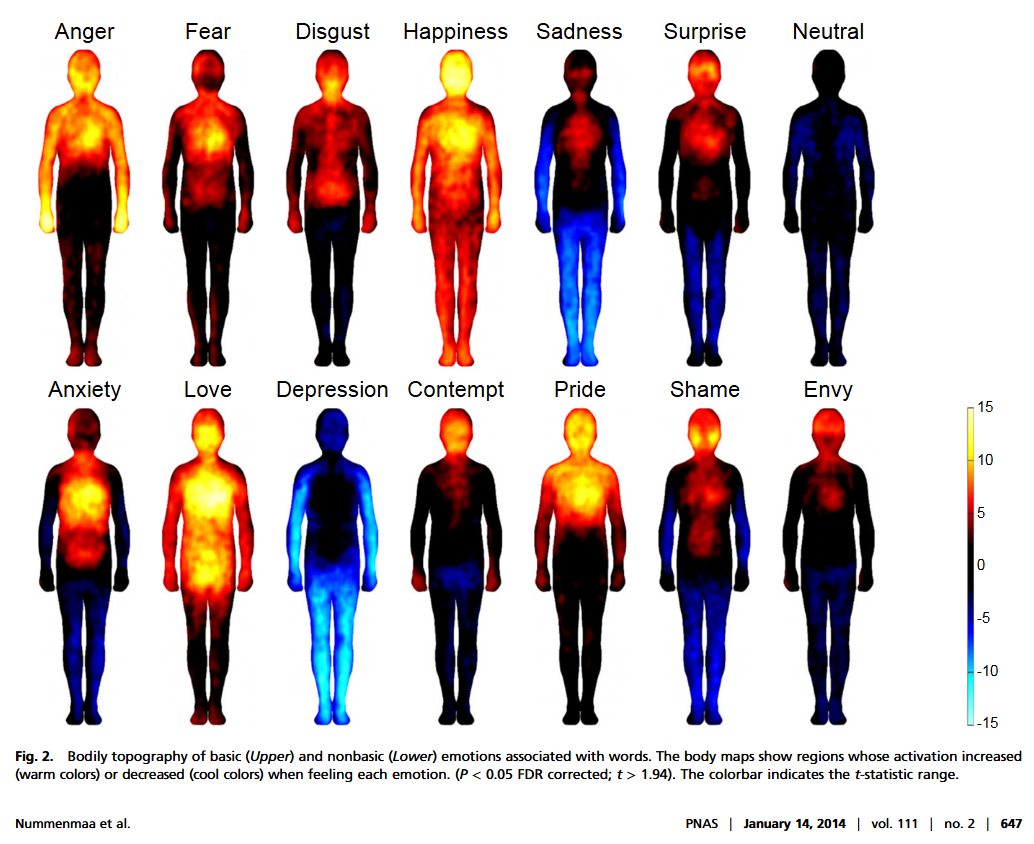 Anger Fear Disgust Happiness Sadness Surprise Neutral
Anxiety Love Depression Contempt Pride Shame Envy
15
10
5
0
-5
-10
-15
Fig. 2. Bodily topography of basic (Upper) and nonbasic (Lower) emotions associated with words. The body maps show regions whose activation increased
(warm colors) or decreased (cool colors) when feeling each emotion. (P < 0.05 FDR corrected; t > 1.94). The colorbar indicates the t-statistic range.
Nummenmaa et al. PNAS | January 14, 2014 | vol. 111 | no. 2 | 647